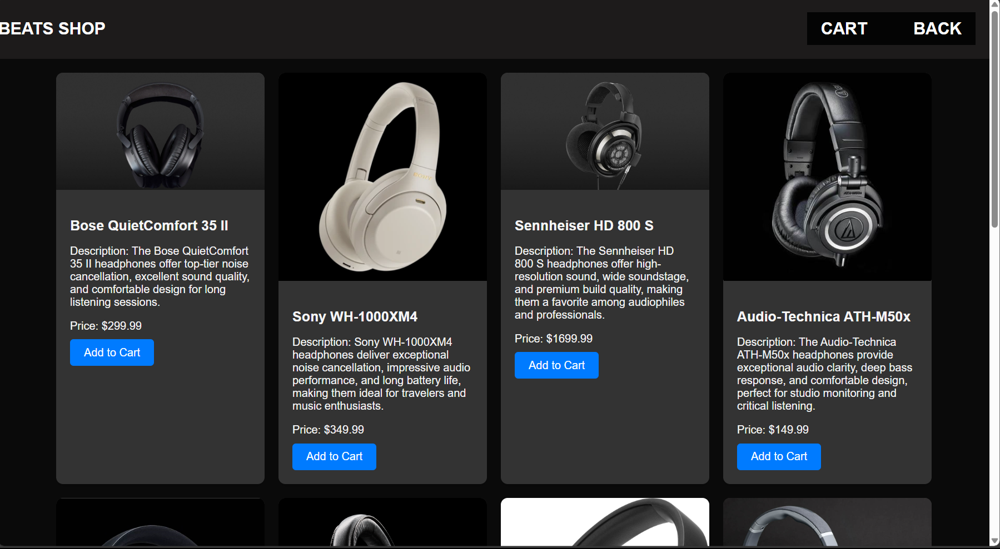 BEATS SHOP
CART
BACK
Bose QuietComfort 35 II
Description: The Bose QuietComfort
35 II headphones offer top-tier noise
cancellation, excellent sound quality,
and comfortable design for long
listening sessions.
Price: $299.99
Add to Cart
SONY
Sony WH-1000XM4
Description: Sony WH-1000XM4
headphones deliver exceptional
noise cancellation, impressive audio
performance, and long battery life,
making them ideal for travelers and
music enthusiasts.
Price: $349.99
Add to Cart
Sennheiser HD 800 S
Description: The Sennheiser HD
800 S headphones offer high-
resolution sound, wide soundstage,
and premium build quality, making
them a favorite among audiophiles
and professionals.
Price: $1699.99
Add to Cart
Audio-Technica ATH-M50x
Description: The Audio-Technica
ATH-M50x headphones provide
exceptional audio clarity, deep bass
response, and comfortable design,
perfect for studio monitoring and
critical listening.
Price: $149.99
Add to Cart